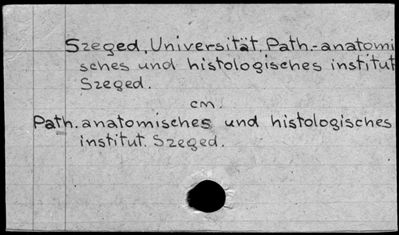 Szeged, Universität, Path.-anatomi
sches und histologisches institut
Szeged.
cm.
Path. anatomisches und histologisches
institut. Szeged.